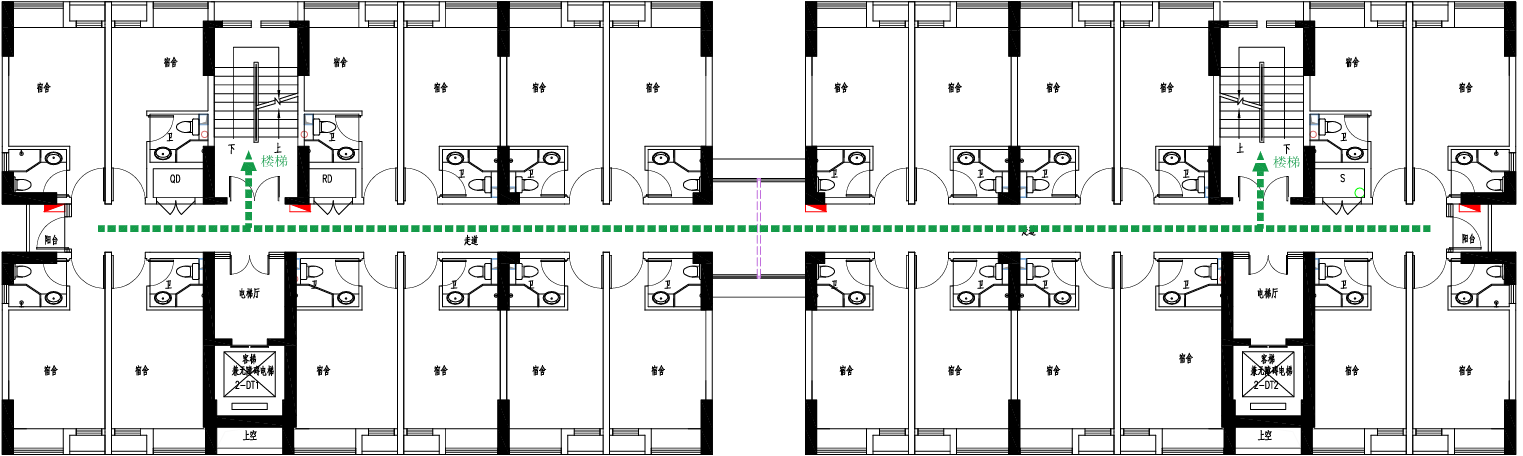 宿舍 宿舍
宿舍 宿舍 宿舍 宿舍 宿舍 宿舍 宿舍 宿舍 宿舍 宿舍
卫 卫 卫 卫
下 上 上 下
楼梯 楼梯
卫 卫 卫 卫 卫
QD RD S
阳台 走道 走道 阳台
卫 卫 卫 卫 卫 卫 卫 卫 卫
电梯厅 电梯厅
客梯 宿舍 客梯
宿舍 宿舍 兼无障碍电梯 宿舍 宿舍 宿舍 宿舍 宿舍 宿舍 宿舍 兼无障碍电梯 宿舍 宿舍
2-DT1 2-DT2
上空 上空